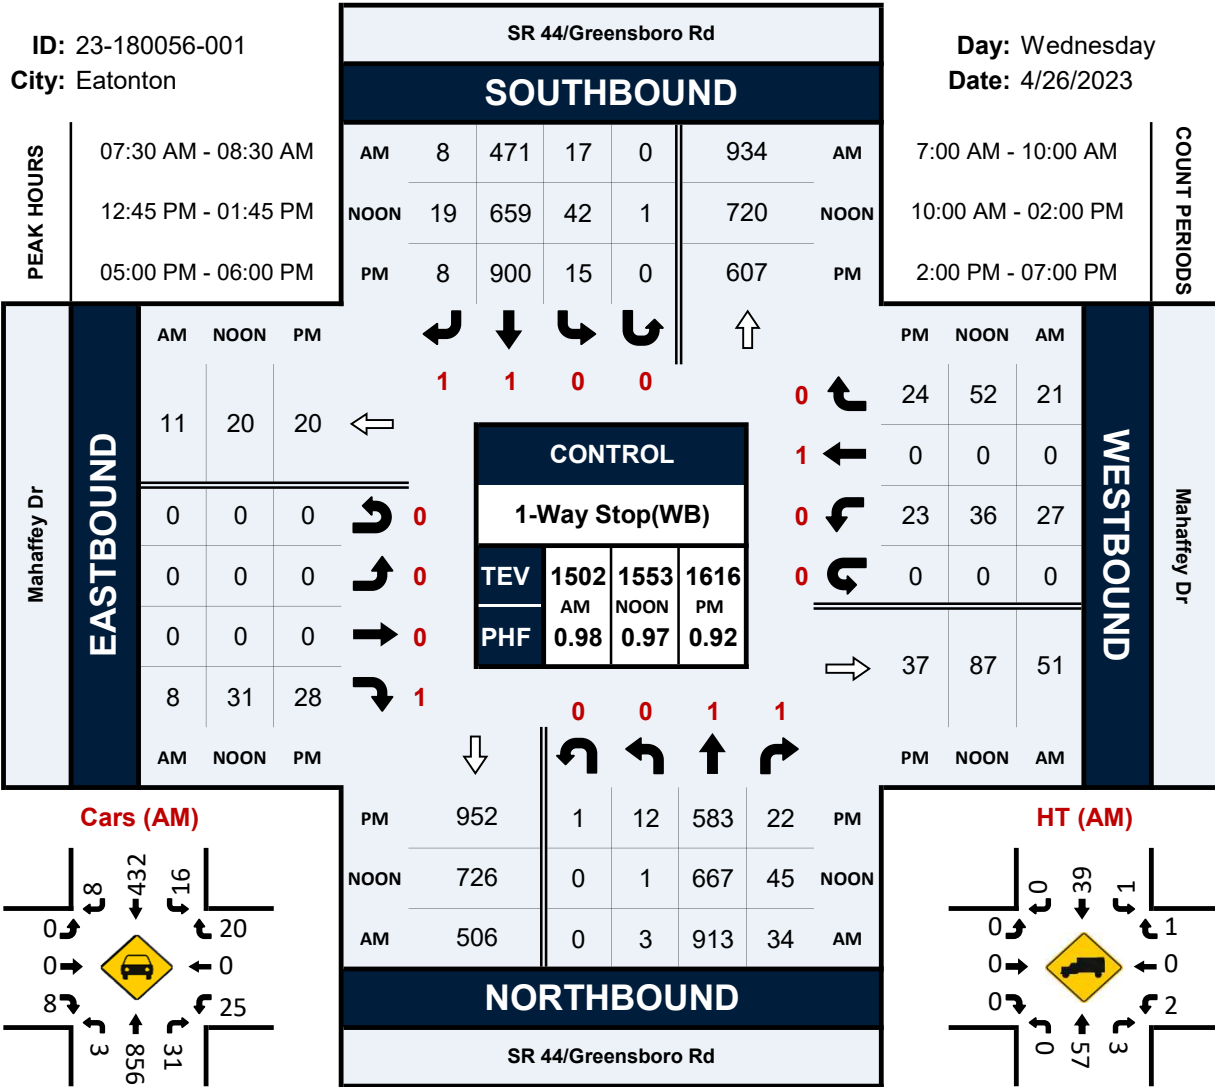 SR 44/Greensboro Rd
ID: 23-180056-001
Day: Wednesday
City: Eatonton
SOUTHBOUND
Date: 4/26/2023
PEAK HOURS
07:30 AM - 08:30 AM
AM 8 471 17 0 934 AM
7:00 AM - 10:00 AM
COUNT PERIODS
12:45 PM - 01:45 PM
NOON 19 659 42 1 720 NOON
10:00 AM - 02:00 PM
05:00 PM - 06:00 PM
PM 8 900 15 0 607 PM
2:00 PM - 07:00 PM
Mahaffey Dr
EASTBOUND
AM NOON PM
11 20 20
0 0 0 0
0 0 0 0
0 0 0 0
8 31 28 1
AM NOON PM
1 1 0 0
CONTROL
1-Way Stop(WB)
TEV 1502 1553 1616
AM NOON PM
PHF 0.98 0.97 0.92
PM NOON AM
0 24 52 21
1 0 0 0
0 23 36 27
0 0 0 0
37 87 51
PM NOON AM
WESTBOUND
Mahaffey Dr
0 0 1 1
PM 952 1 12 583 22 PM
NOON 726 0 1 667 45 NOON
AM 506 0 3 913 34 AM
NORTHBOUND
SR 44/Greensboro Rd
Cars (AM)
8 432 16
0 20
0 0
8 25
3 856 31
HT (AM)
0 39 1
0 1
0 0
0 2
0 57 3